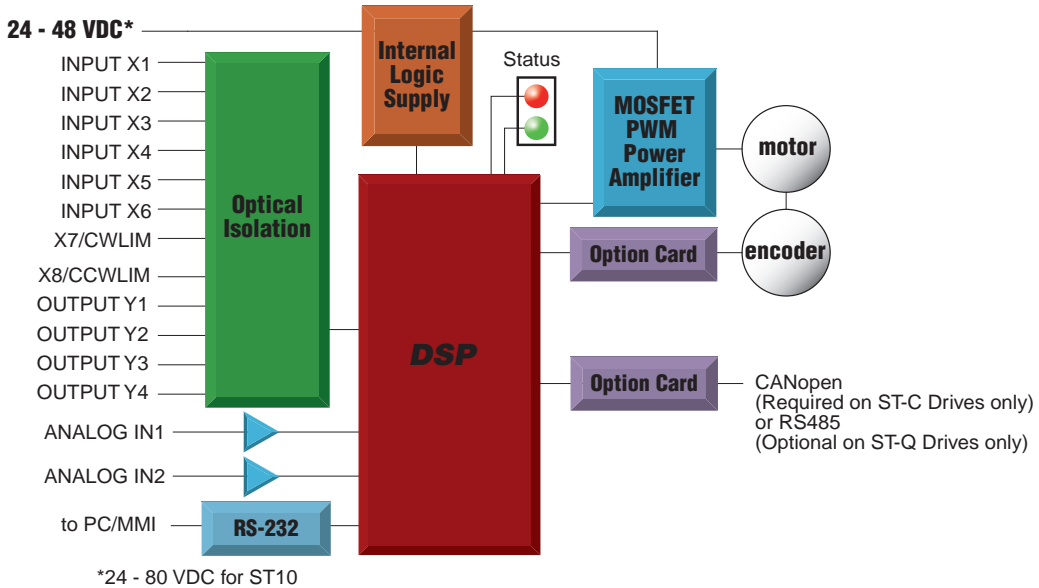 24 - 48 VDC*
INPUT X1
INPUT X2
INPUT X3
INPUT X4
INPUT X5
INPUT X6
X7/CWLIM
X8/CCWLIM
OUTPUT Y1
OUTPUT Y2
OUTPUT Y3
OUTPUT Y4
ANALOG IN1
ANALOG IN2
to PC/MMI
Optical
Isolation
RS-232
Internal
Logic
Supply
Status
DSP
MOSFET
PWM
Power
Amplifier
motor
Option Card
encoder
Option Card
CANopen
(Required on ST-C Drives only)
or RS485
(Optional on ST-Q Drives only)
*24 - 80 VDC for ST10